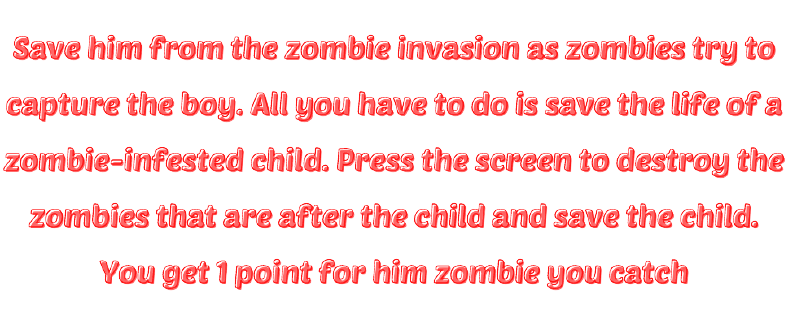 Save him from the zombie invasion as zombies try to
capture the boy. All you have to do is save the life of a
zombie-infested child. Press the screen to destroy the
zombies that are after the child and save the child.
You get 1 point for him zombie you catch